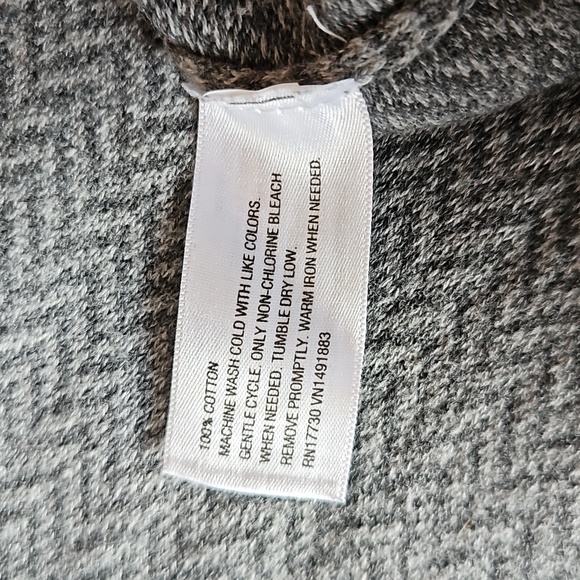 100% COTTON
MACHINE WASH COLD WITH LIKE COLORS.
GENTLE CYCLE. ONLY NON-CHLORINE BLEACH
WHEN NEEDED. TUMBLE DRY LOW.
REMOVE PROMPTLY. WARM IRON WHEN NEEDED.
RN17730 VN1491883